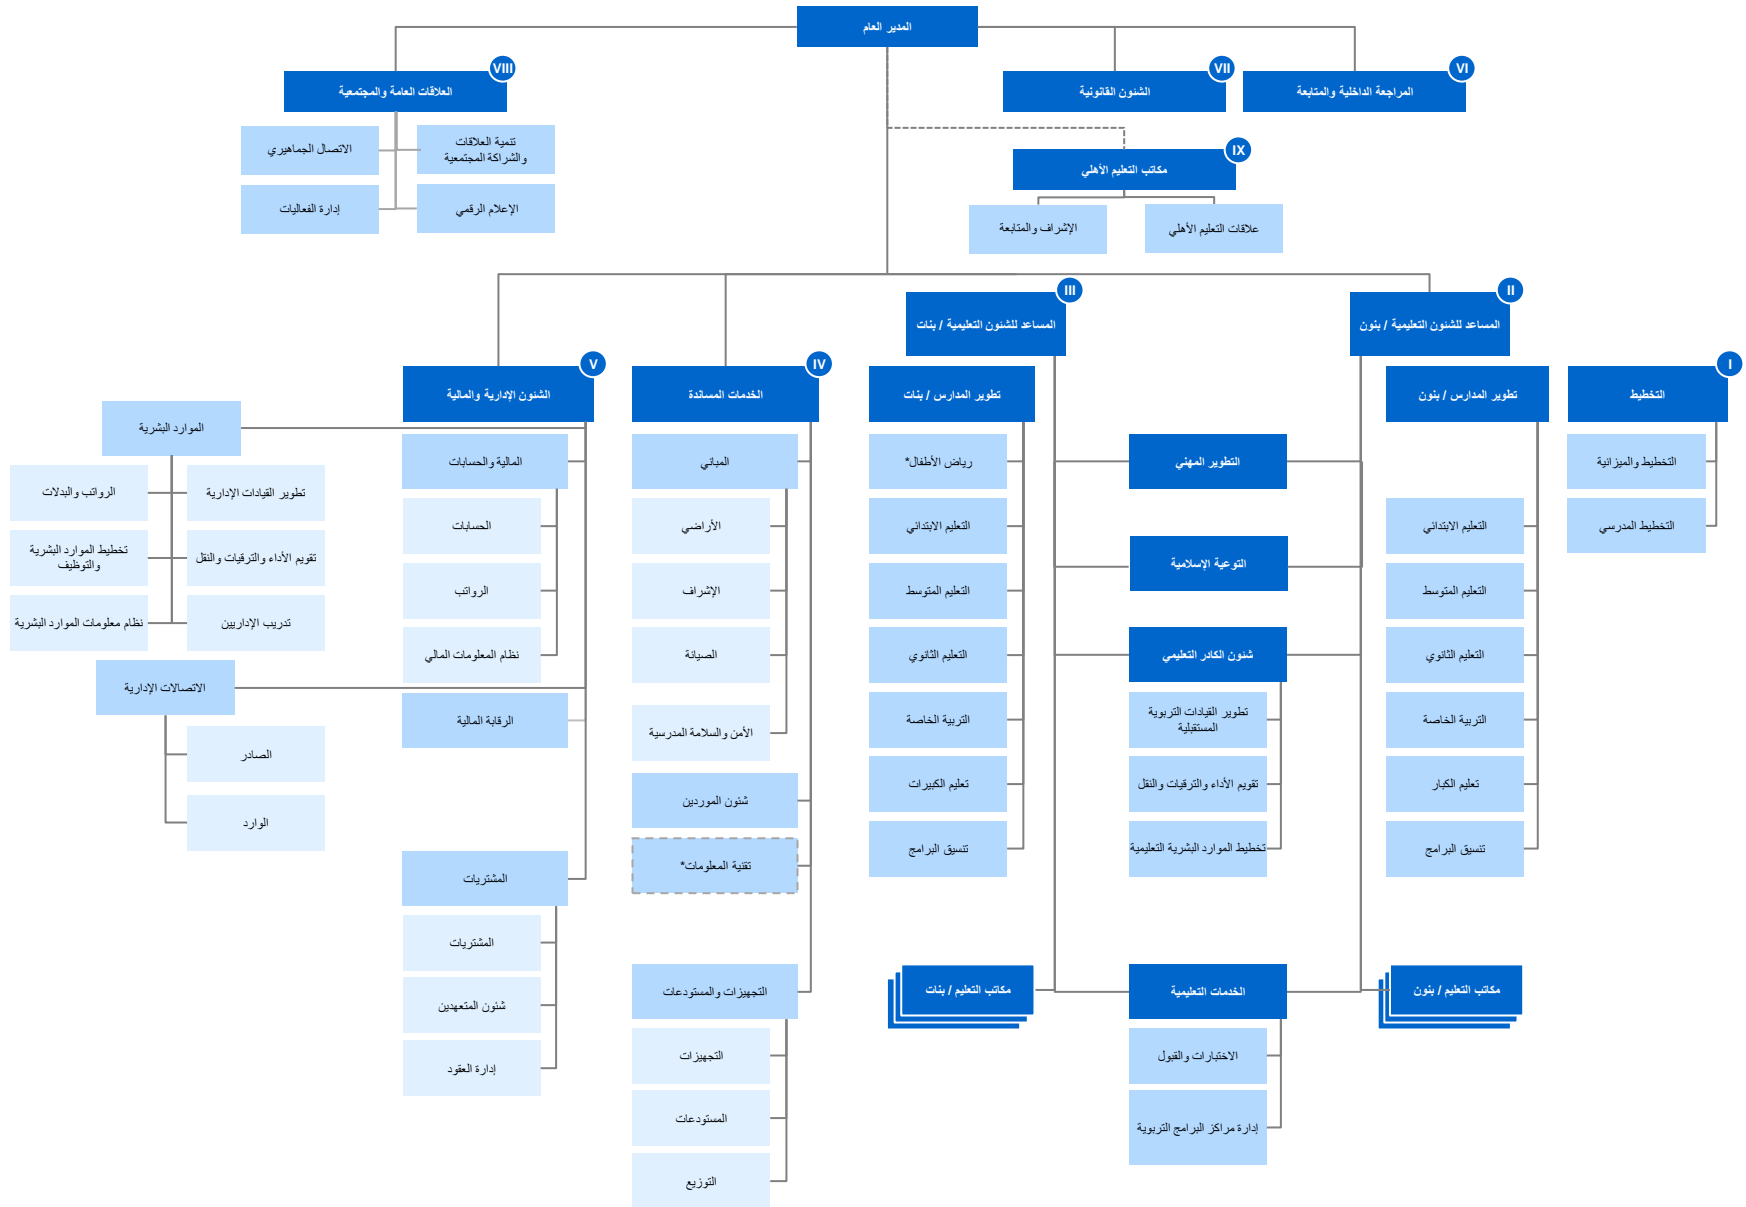 المدير العام
VI
المراجعة الداخلية والمتابعة
VII
الشئون القانونية
VIII
العلاقات العامة والمجتمعية
تنمية العلاقات
والشراكة المجتمعية
الاتصال الجماهيري
الإعلام الرقمي
إدارة الفعاليات
IX
مكاتب التعليم الأهلي
علاقات التعليم الأهلي
الإشراف والمتابعة
I
التخطيط
التخطيط والميزانية
التخطيط المدرسي
II
المساعد للشئون التعليمية / بنون
تطوير المدارس / بنون
التعليم الابتدائي
التعليم المتوسط
التعليم الثانوي
التربية الخاصة
تعليم الكبار
تنسيق البرامج
مكاتب التعليم / بنون
التطوير المهني
التوعية الإسلامية
شئون الكادر التعليمي
تطوير القيادات التربوية
المستقبلية
تقويم الأداء والترقيات والنقل
تخطيط الموارد البشرية التعليمية
الخدمات التعليمية
الاختبارات والقبول
إدارة مراكز البرامج التربوية
III
المساعد للشئون التعليمية / بنات
تطوير المدارس / بنات
رياض الأطفال*
التعليم الابتدائي
التعليم المتوسط
التعليم الثانوي
التربية الخاصة
تعليم الكبيرات
تنسيق البرامج
مكاتب التعليم / بنات
IV
الخدمات المساندة
المباني
الأراضي
الإشراف
الصيانة
الأمن والسلامة المدرسية
شئون الموردين
تقنية المعلومات*
التجهيزات والمستودعات
التجهيزات
المستودعات
التوزيع
V
الشئون الإدارية والمالية
المالية والحسابات
الحسابات
الرواتب
نظام المعلومات المالي
الرقابة المالية
المشتريات
المشتريات
شئون المتعهدين
إدارة العقود
الموارد البشرية
تطوير القيادات الإدارية
الرواتب والبدلات
تقويم الأداء والترقيات والنقل
تخطيط الموارد البشرية
والتوظيف
تدريب الإداريين
نظام معلومات الموارد البشرية
الاتصالات الإدارية
الصادر
الوارد